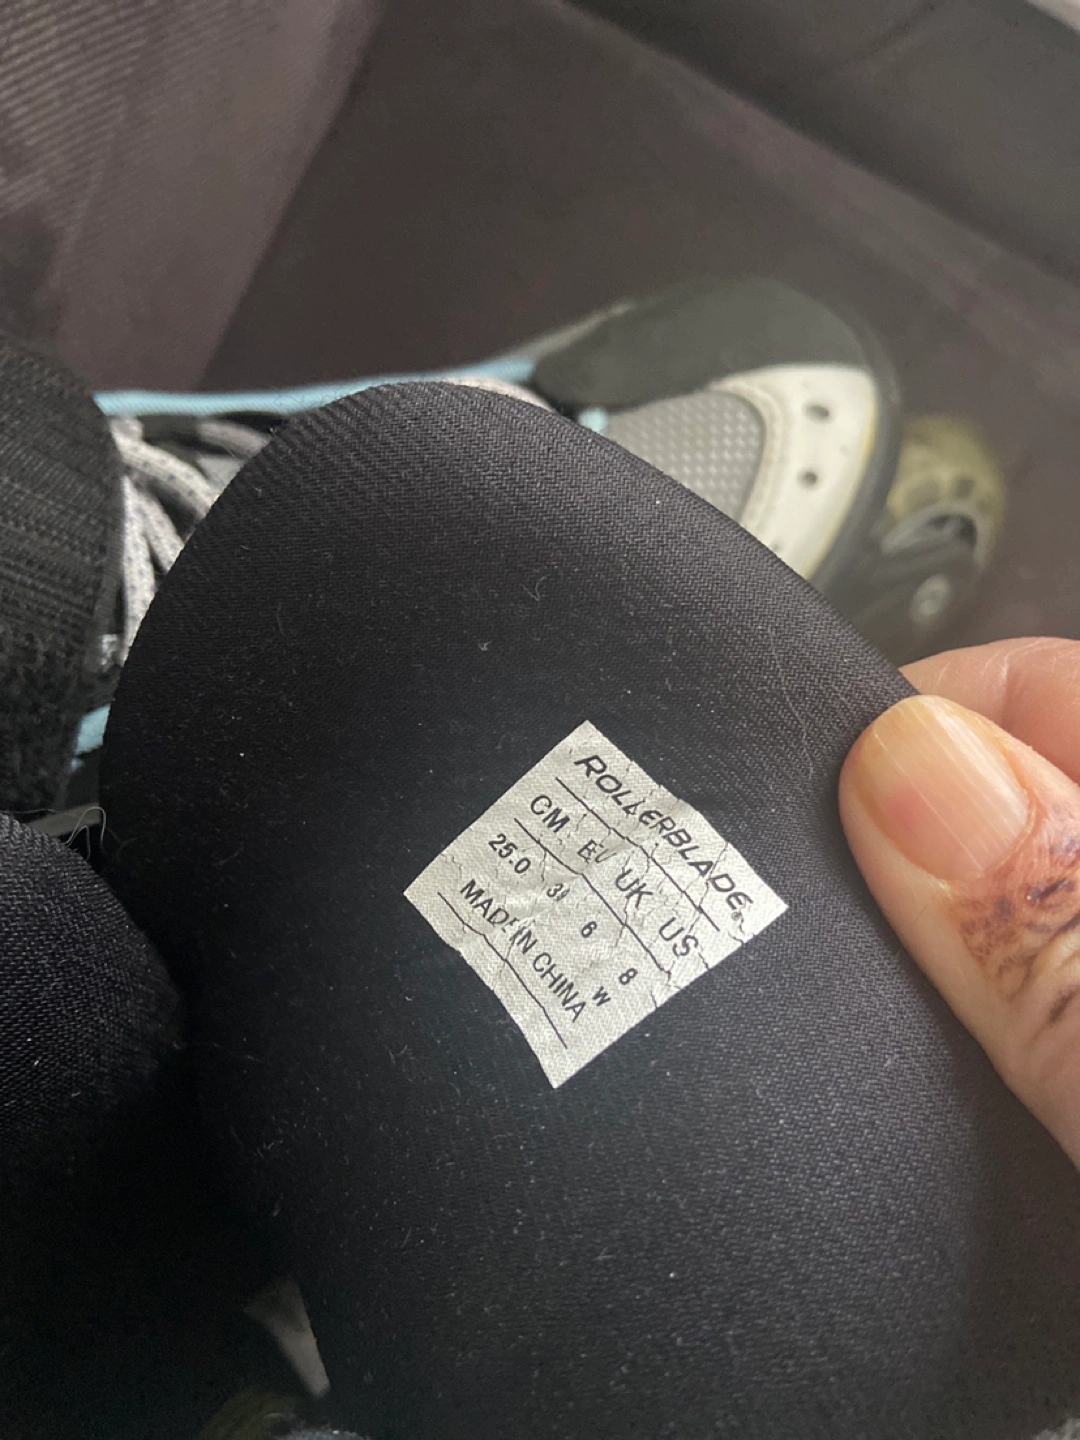 ROLLERBLADE®
CM EU UK US
25.0 6 8
MADE IN CHINA W